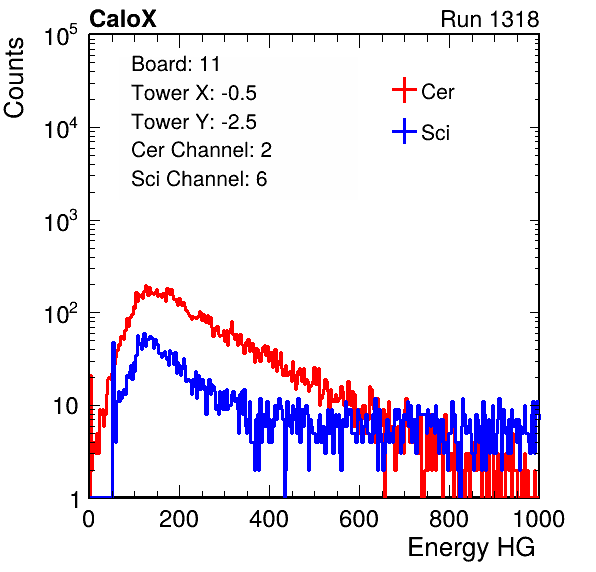 CaloX Run 1318
Counts
Board: 11
Tower X: -0.5
Tower Y: -2.5
Cer Channel: 2
Sci Channel: 6
Cer
Sci
10^5
10^4
10^3
10^2
10
1
0 200 400 600 800 1000
Energy HG